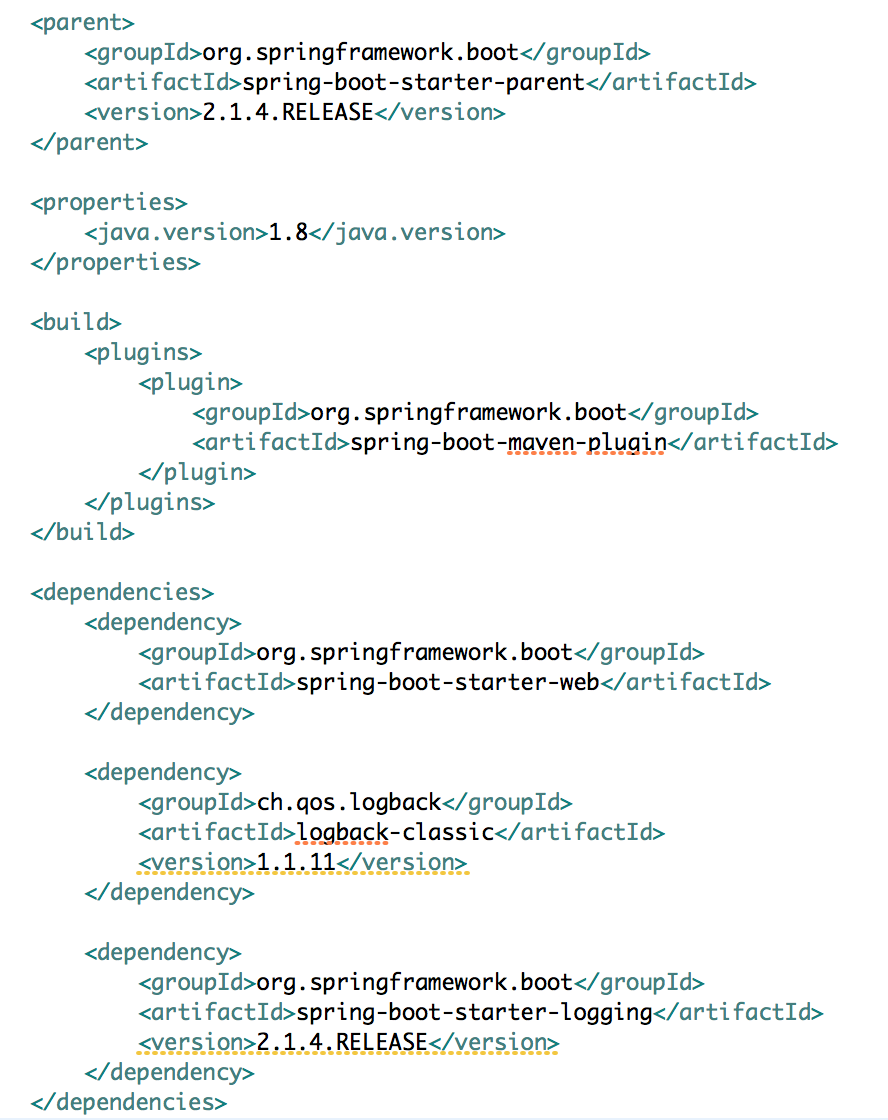 <parent>
    <groupId>org.springframework.boot</groupId>
    <artifactId>spring-boot-starter-parent</artifactId>
    <version>2.1.4.RELEASE</version>
</parent>

<properties>
    <java.version>1.8</java.version>
</properties>

<build>
    <plugins>
        <plugin>
            <groupId>org.springframework.boot</groupId>
            <artifactId>spring-boot-maven-plugin</artifactId>
        </plugin>
    </plugins>
</build>

<dependencies>
    <dependency>
        <groupId>org.springframework.boot</groupId>
        <artifactId>spring-boot-starter-web</artifactId>
    </dependency>

    <dependency>
        <groupId>ch.qos.logback</groupId>
        <artifactId>logback-classic</artifactId>
        <version>1.1.11</version>
    </dependency>

    <dependency>
        <groupId>org.springframework.boot</groupId>
        <artifactId>spring-boot-starter-logging</artifactId>
        <version>2.1.4.RELEASE</version>
    </dependency>
</dependencies>